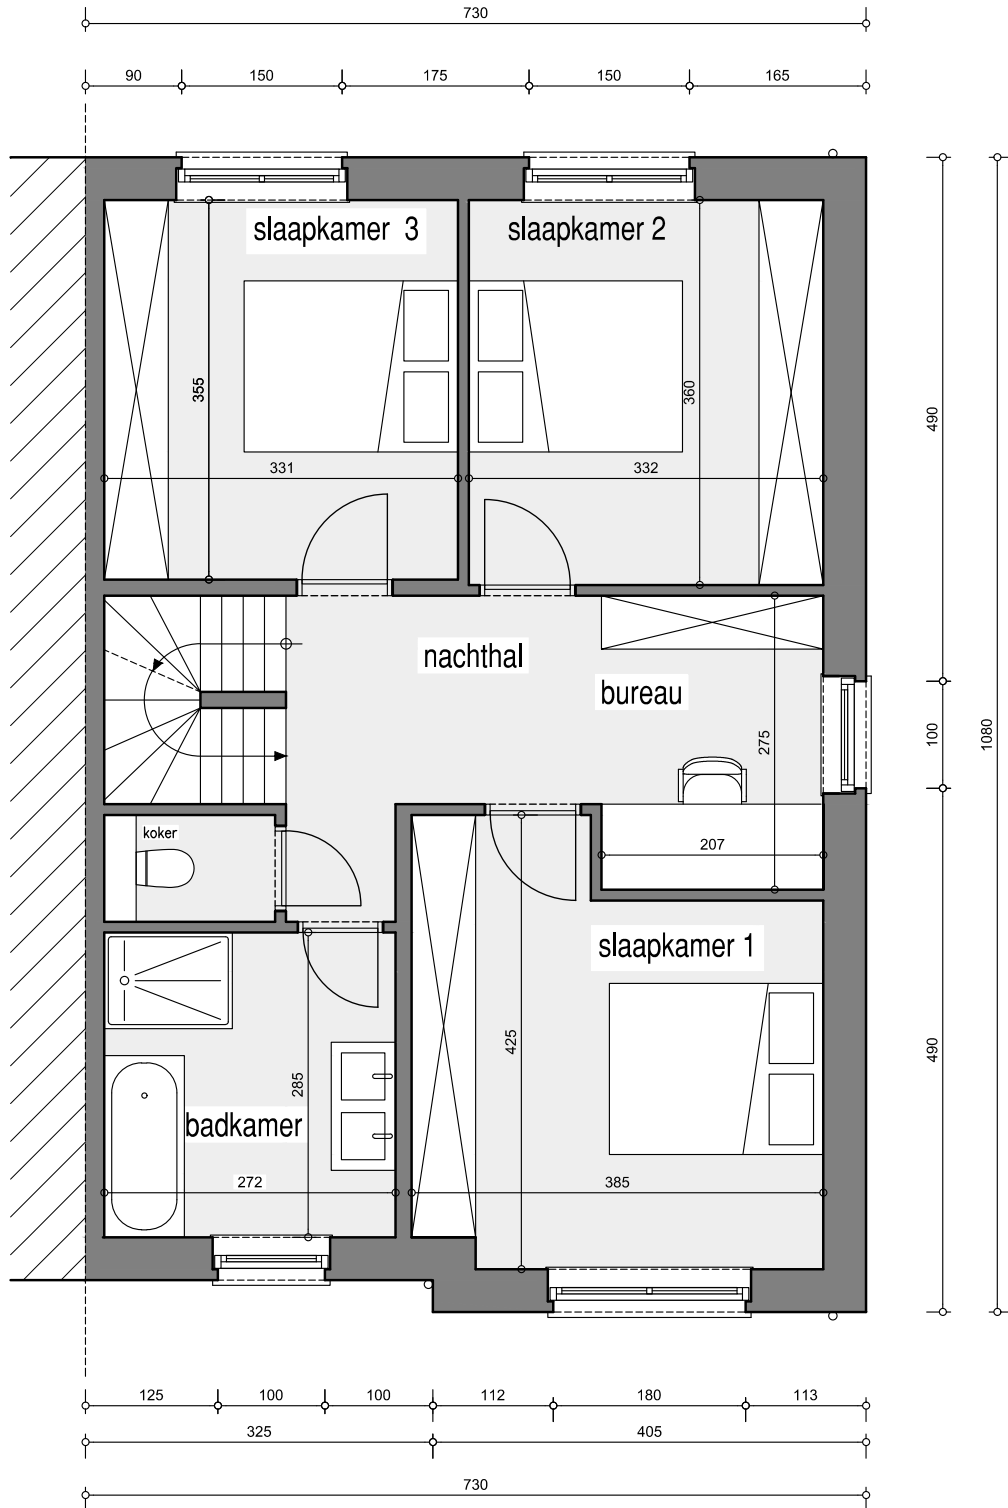 730
90 150 175 150 165
slaapkamer 3
slaapkamer 2
355
360
490
331
332
nachthal
bureau
275
100
1080
koker
207
slaapkamer 1
425
285
490
badkamer
272
385
125 100 100 112 180 113
325 405
730